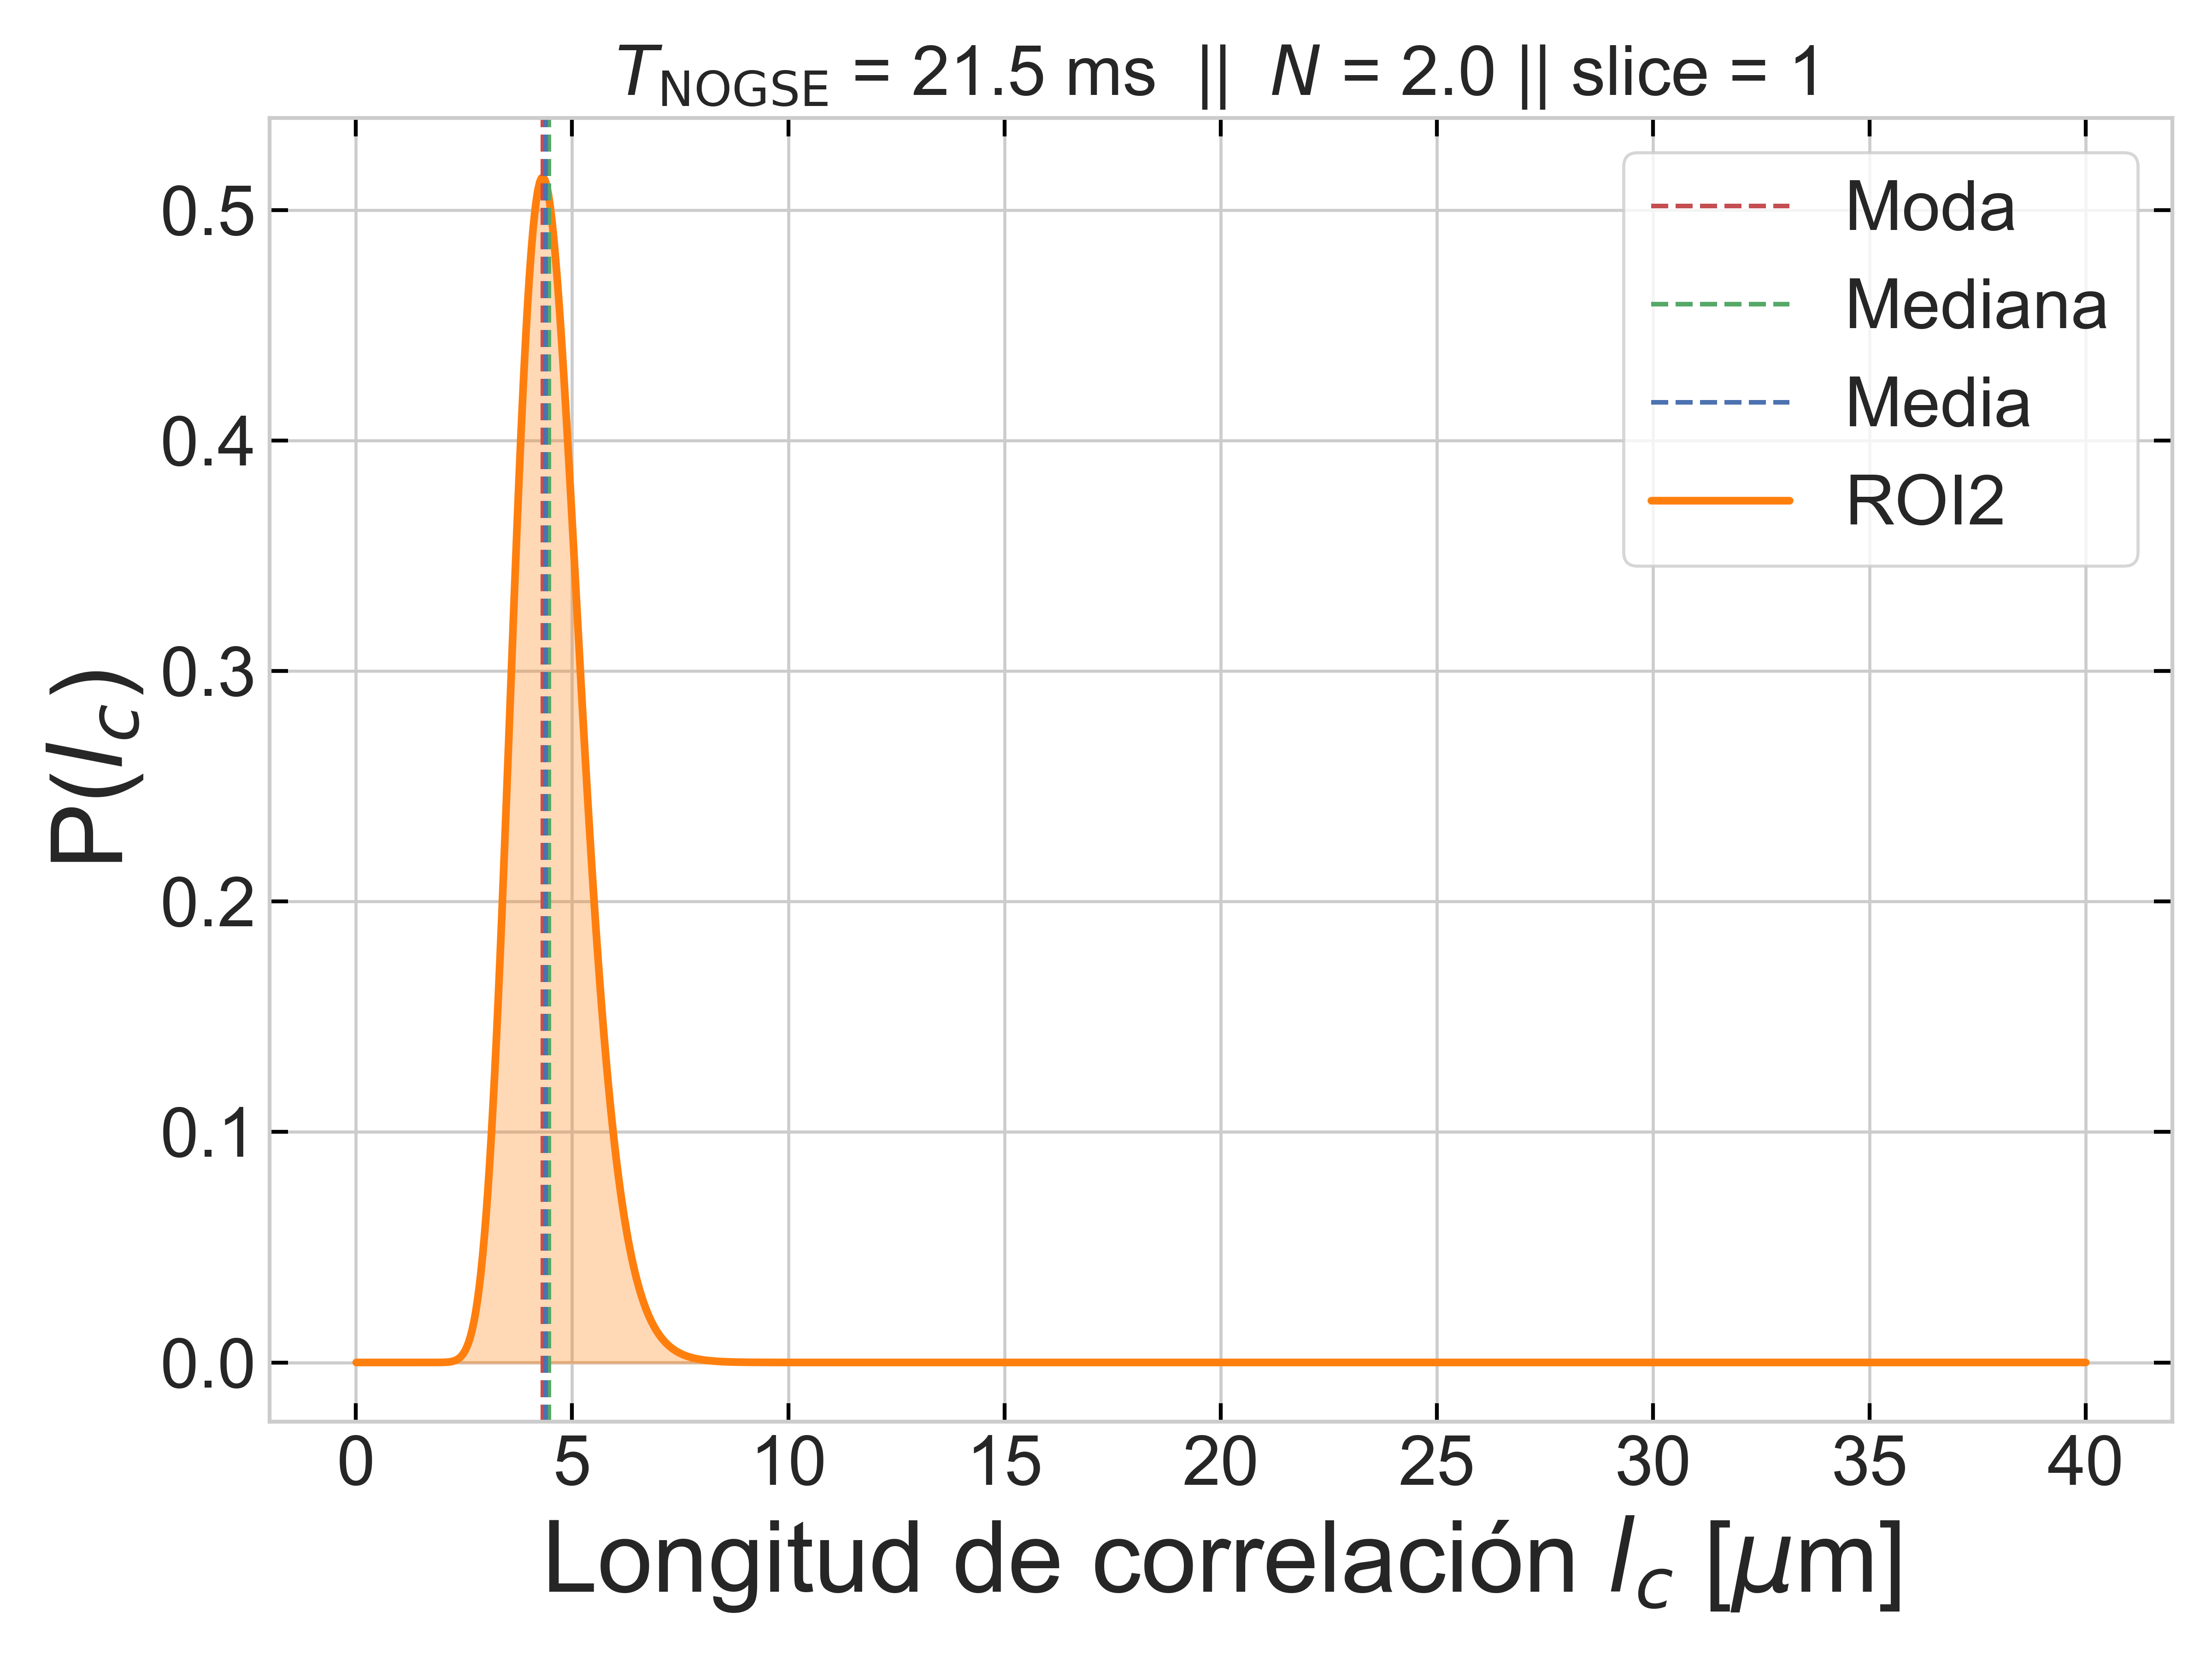 T_NOGSE = 21.5 ms || N = 2.0 || slice = 1
Moda
Mediana
Media
ROI2
P(l_c)
0.5
0.4
0.3
0.2
0.1
0.0
0 5 10 15 20 25 30 35 40
Longitud de correlación l_c [μm]